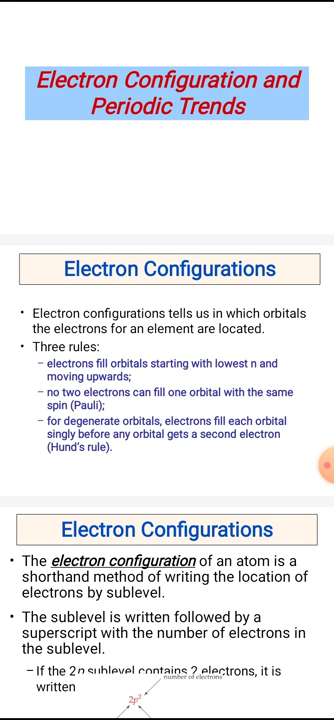 Electron Configuration and
Periodic Trends
Electron Configurations
• Electron configurations tells us in which orbitals
the electrons for an element are located.
• Three rules:
– electrons fill orbitals starting with lowest n and
moving upwards;
– no two electrons can fill one orbital with the same
spin (Pauli);
– for degenerate orbitals, electrons fill each orbital
singly before any orbital gets a second electron
(Hund's rule).
Electron Configurations
• The electron configuration of an atom is a
shorthand method of writing the location of
electrons by sublevel.
• The sublevel is written followed by a
superscript with the number of electrons in
the sublevel.
– If the 2p sublevel contains 2 electrons, it is
written
number of electrons
2p²